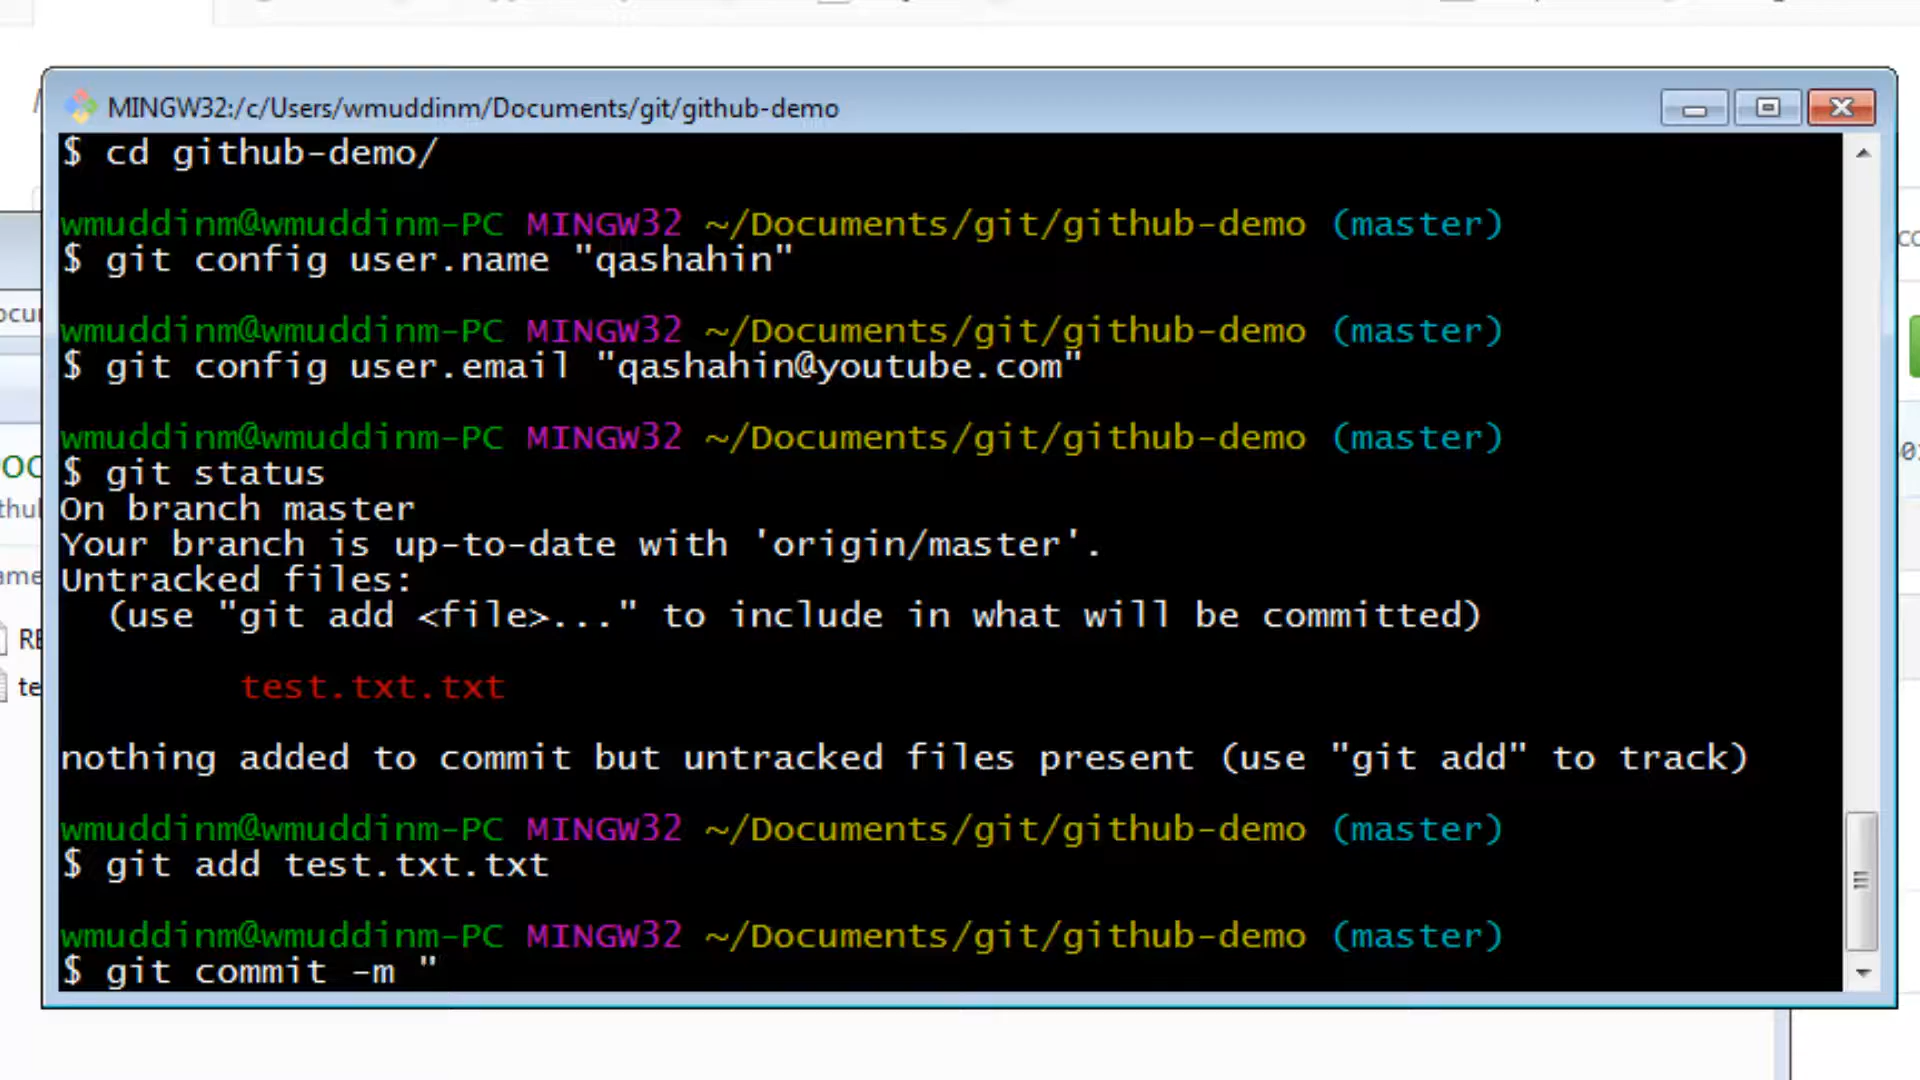 MINGW32:/c/Users/wmuddinm/Documents/git/github-demo
$ cd github-demo/
wmuddinm@wmuddinm-PC MINGW32 ~/Documents/git/github-demo (master)
$ git config user.name "qashahin"
wmuddinm@wmuddinm-PC MINGW32 ~/Documents/git/github-demo (master)
$ git config user.email "qashahin@youtube.com"
wmuddinm@wmuddinm-PC MINGW32 ~/Documents/git/github-demo (master)
$ git status
On branch master
Your branch is up-to-date with 'origin/master'.
Untracked files:
  (use "git add <file>..." to include in what will be committed)
        test.txt.txt
nothing added to commit but untracked files present (use "git add" to track)
wmuddinm@wmuddinm-PC MINGW32 ~/Documents/git/github-demo (master)
$ git add test.txt.txt
wmuddinm@wmuddinm-PC MINGW32 ~/Documents/git/github-demo (master)
$ git commit -m "